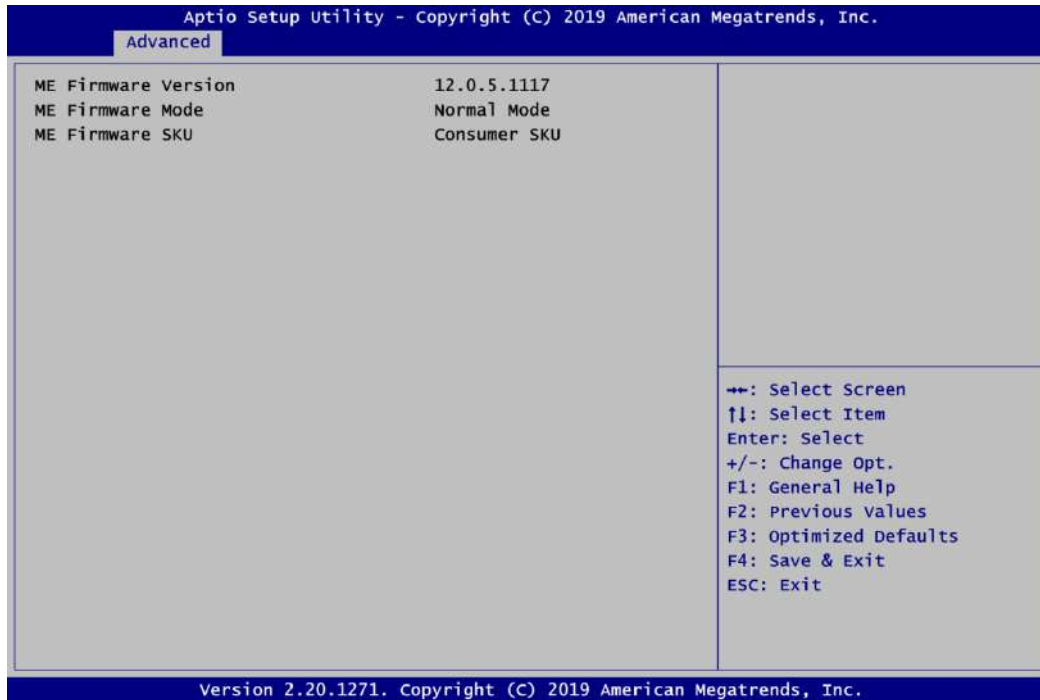 Aptio Setup Utility - Copyright (C) 2019 American Megatrends, Inc.
Advanced
ME Firmware Version 12.0.5.1117
ME Firmware Mode Normal Mode
ME Firmware SKU Consumer SKU
→←: Select Screen
↑↓: Select Item
Enter: Select
+/-: Change Opt.
F1: General Help
F2: Previous Values
F3: Optimized Defaults
F4: Save & Exit
ESC: Exit
Version 2.20.1271. Copyright (C) 2019 American Megatrends, Inc.